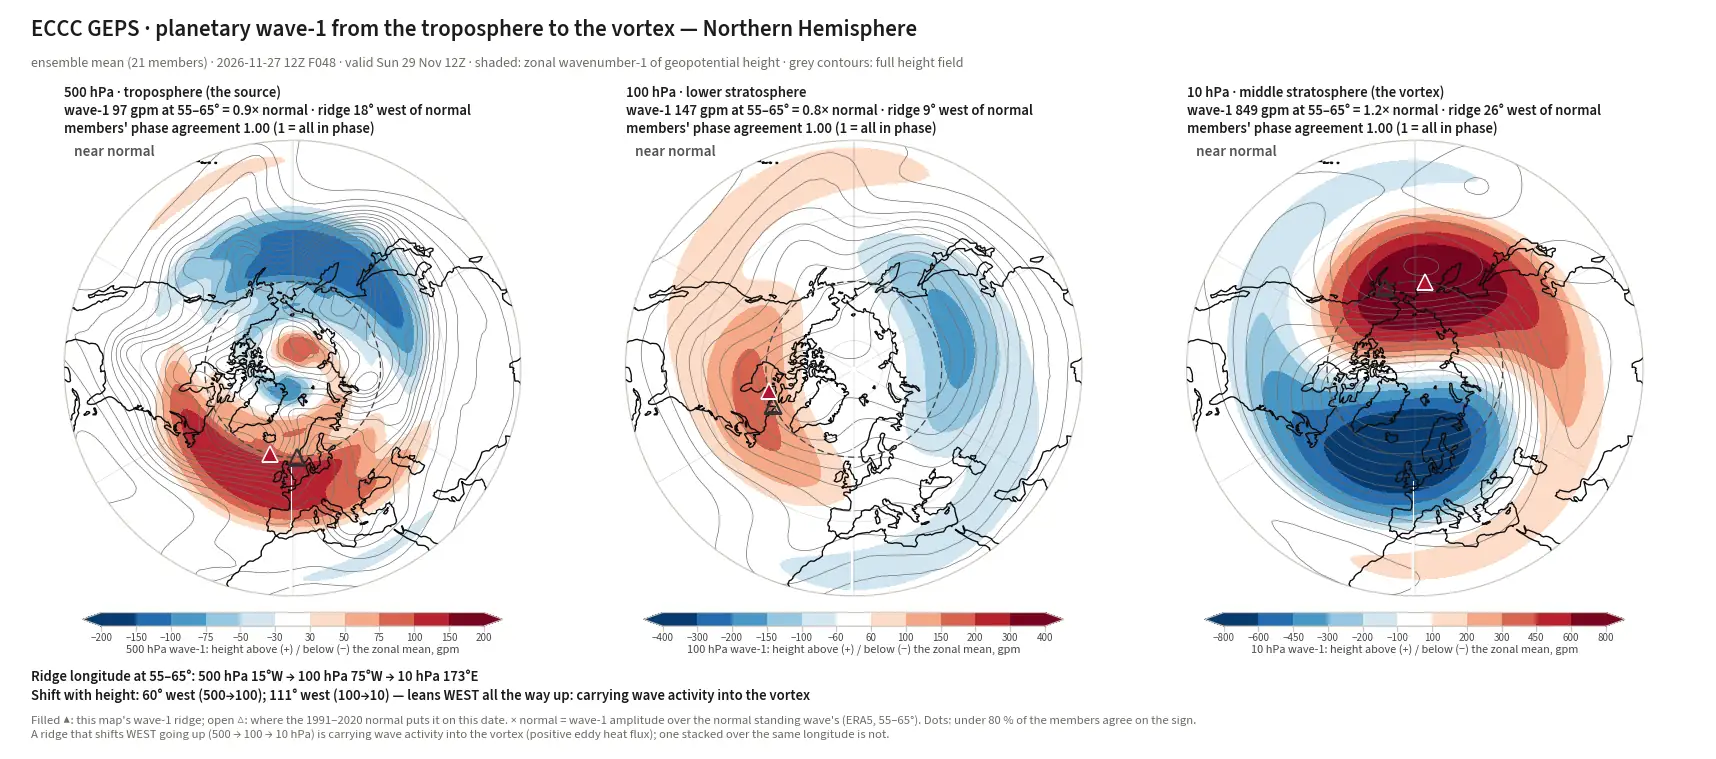 ECCC GEPS · planetary wave-1 from the troposphere to the vortex — Northern Hemisphere
ensemble mean (21 members) · 2026-11-27 12Z F048 · valid Sun 29 Nov 12Z · shaded: zonal wavenumber-1 of geopotential height · grey contours: full height field
500 hPa · troposphere (the source)
wave-1 97 gpm at 55–65° = 0.9× normal · ridge 18° west of normal
members' phase agreement 1.00 (1 = all in phase)
near normal
100 hPa · lower stratosphere
wave-1 147 gpm at 55–65° = 0.8× normal · ridge 9° west of normal
members' phase agreement 1.00 (1 = all in phase)
near normal
10 hPa · middle stratosphere (the vortex)
wave-1 849 gpm at 55–65° = 1.2× normal · ridge 26° west of normal
members' phase agreement 1.00 (1 = all in phase)
near normal
−200 −150 −100 −75 −50 −30 30 50 75 100 150 200
500 hPa wave-1: height above (+) / below (−) the zonal mean, gpm
−400 −300 −200 −150 −100 −60 60 100 150 200 300 400
100 hPa wave-1: height above (+) / below (−) the zonal mean, gpm
−800 −600 −450 −300 −200 −100 100 200 300 450 600 800
10 hPa wave-1: height above (+) / below (−) the zonal mean, gpm
Ridge longitude at 55–65°: 500 hPa 15°W → 100 hPa 75°W → 10 hPa 173°E
Shift with height: 60° west (500→100); 111° west (100→10) — leans WEST all the way up: carrying wave activity into the vortex
Filled ▲: this map's wave-1 ridge; open △: where the 1991–2020 normal puts it on this date. × normal = wave-1 amplitude over the normal standing wave's (ERA5, 55–65°). Dots: under 80 % of the members agree on the sign.
A ridge that shifts WEST going up (500 → 100 → 10 hPa) is carrying wave activity into the vortex (positive eddy heat flux); one stacked over the same longitude is not.